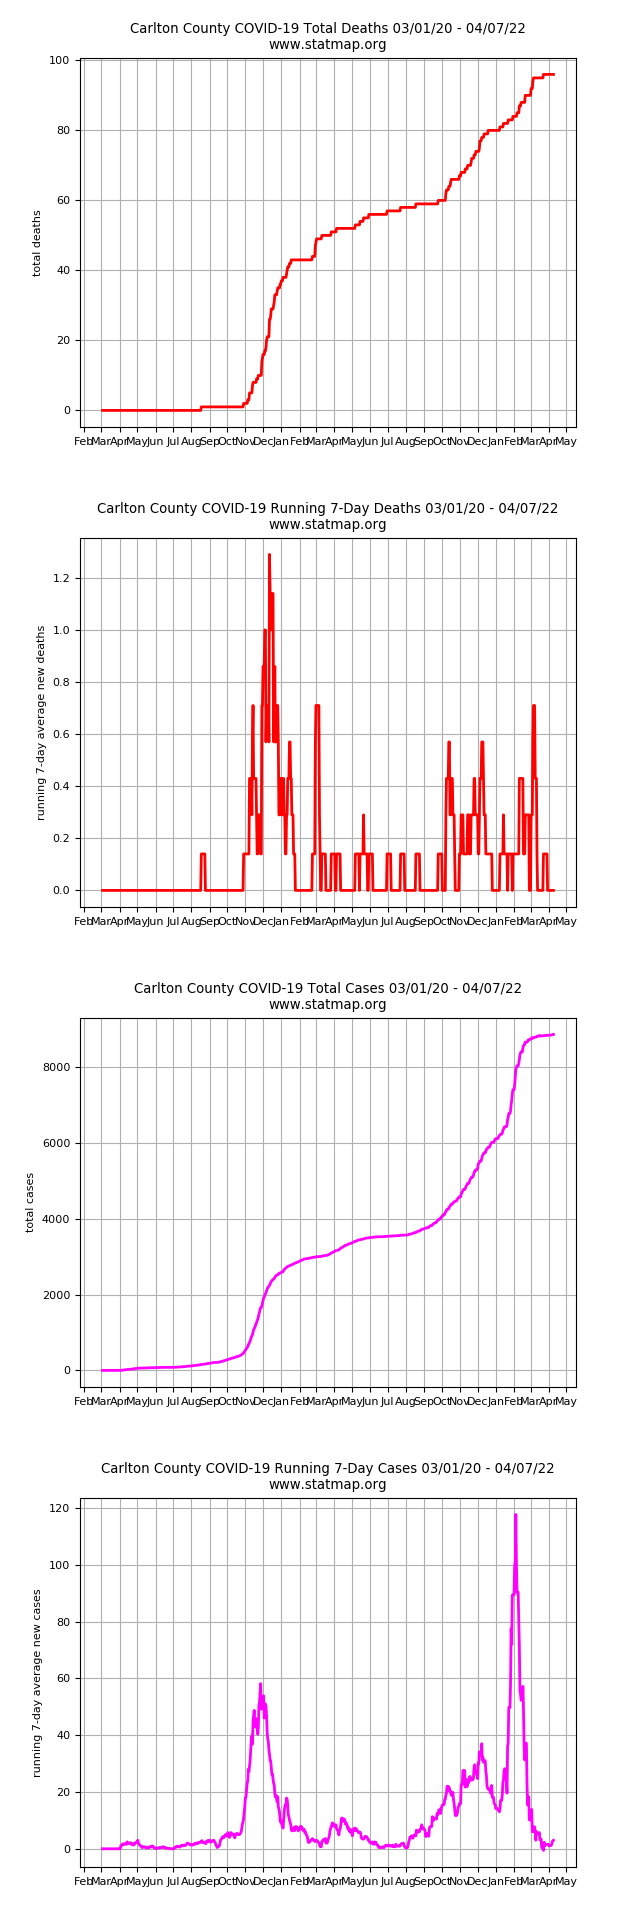 Carlton County COVID-19 Total Deaths 03/01/20 - 04/07/22
www.statmap.org
100
80
60
40
20
0
total deaths
Feb Mar Apr May Jun Jul Aug Sep Oct Nov Dec Jan Feb Mar Apr May Jun Jul Aug Sep Oct Nov Dec Jan Feb Mar Apr May
Carlton County COVID-19 Running 7-Day Deaths 03/01/20 - 04/07/22
www.statmap.org
1.2
1.0
0.8
0.6
0.4
0.2
0.0
running 7-day average new deaths
Feb Mar Apr May Jun Jul Aug Sep Oct Nov Dec Jan Feb Mar Apr May Jun Jul Aug Sep Oct Nov Dec Jan Feb Mar Apr May
Carlton County COVID-19 Total Cases 03/01/20 - 04/07/22
www.statmap.org
8000
6000
4000
2000
0
total cases
Feb Mar Apr May Jun Jul Aug Sep Oct Nov Dec Jan Feb Mar Apr May Jun Jul Aug Sep Oct Nov Dec Jan Feb Mar Apr May
Carlton County COVID-19 Running 7-Day Cases 03/01/20 - 04/07/22
www.statmap.org
120
100
80
60
40
20
0
running 7-day average new cases
Feb Mar Apr May Jun Jul Aug Sep Oct Nov Dec Jan Feb Mar Apr May Jun Jul Aug Sep Oct Nov Dec Jan Feb Mar Apr May